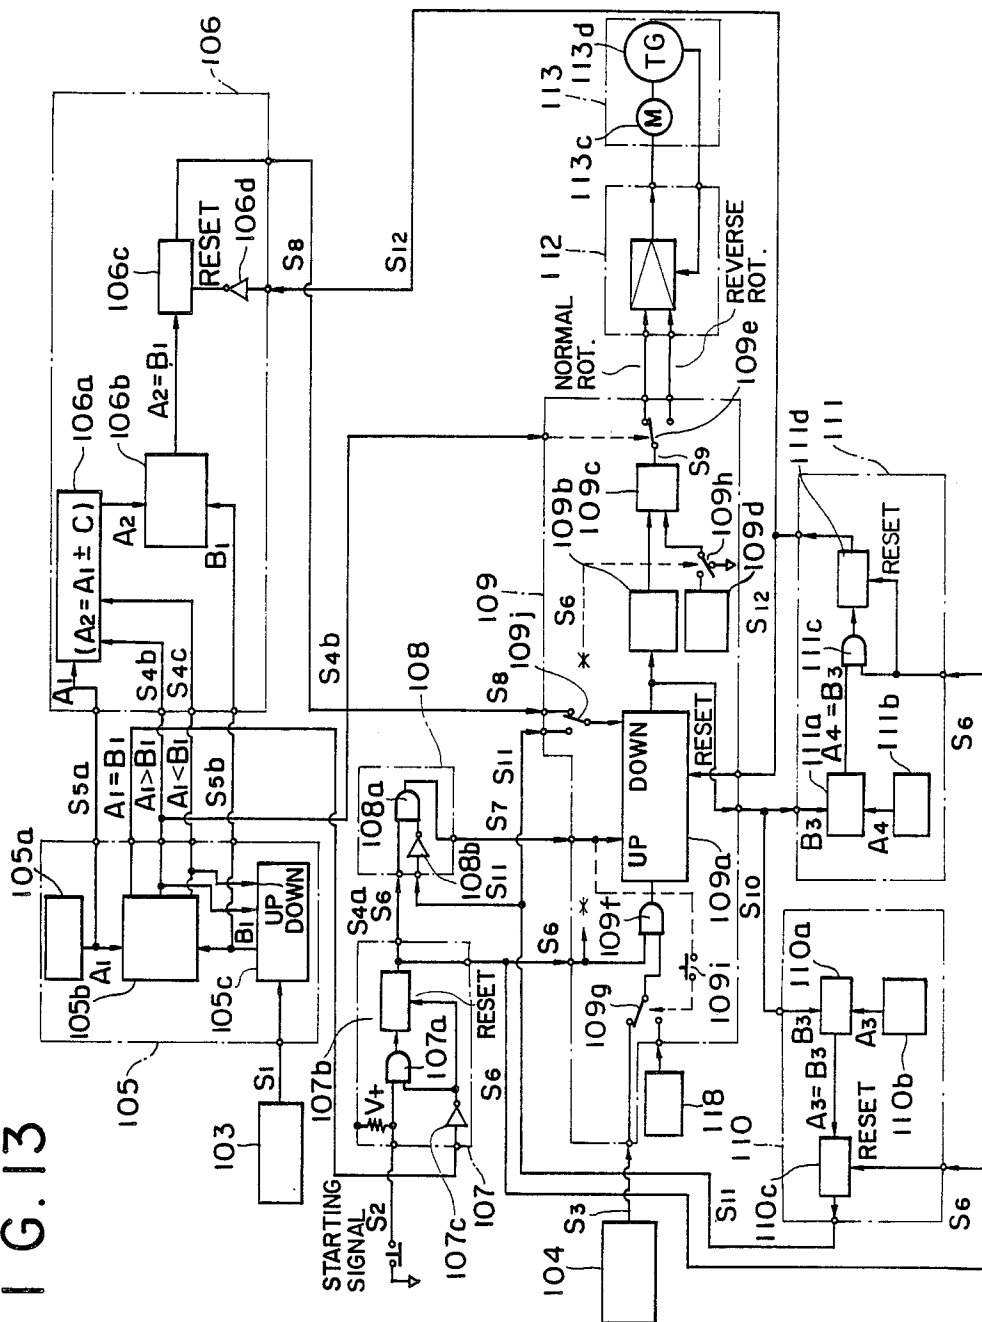 FIG. 13
103
S1
105
105a
105b
105c
A1
B1
UP
DOWN
S5a
A1=B1
A1>B1
A1<B1
S5b
S4b
S4c
A1
(A2=A1±C)
106a
A2
B1
106b
A2=B1
106c
RESET
106d
106
S8
S12
STARTING
SIGNAL
S2
V+
107
107a
107b
107c
RESET
S6
S4a
S6
108
108a
108b
S11
S7
S11
S4b
104
S3
118
109
109a
109b
109c
109d
109e
109f
109g
109h
109i
109j
S8
S6
S6
UP
DOWN
RESET
S9
S10
S12
NORMAL
ROT.
REVERSE
ROT.
112
113
113c
113d
M
TG
S11
110
110a
110b
110c
A3
B3
A3=B3
RESET
S6
111
111a
111b
111c
111d
B3
A4
A4=B3
RESET
S6